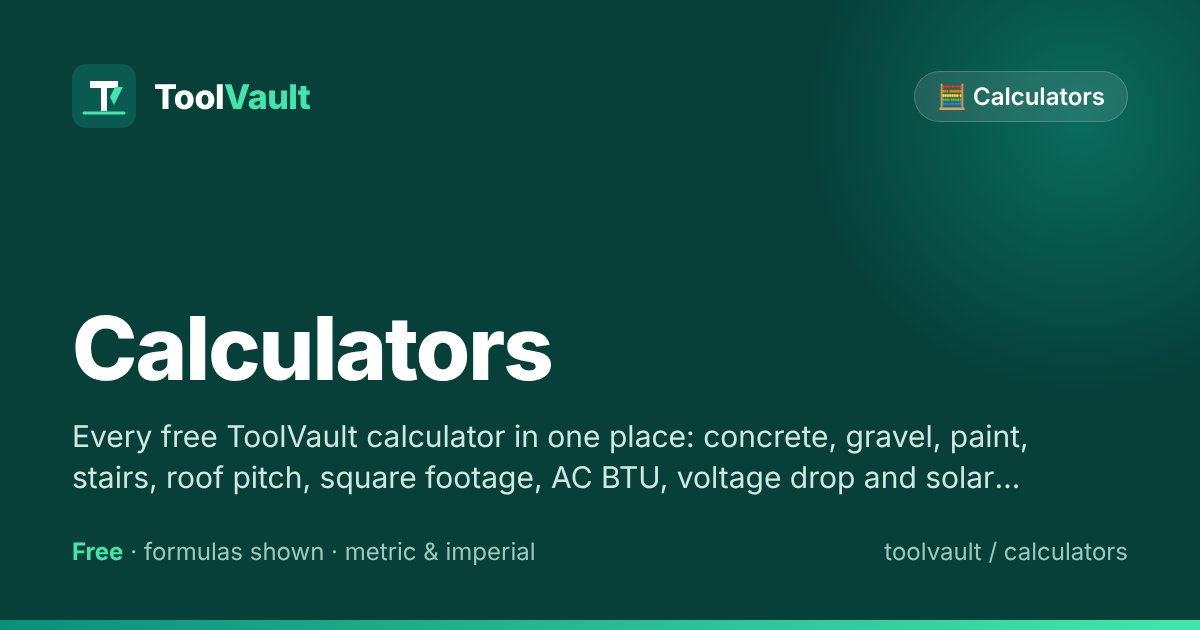 ToolVault
🧮 Calculators
Calculators
Every free ToolVault calculator in one place: concrete, gravel, paint,
stairs, roof pitch, square footage, AC BTU, voltage drop and solar...
Free · formulas shown · metric & imperial
toolvault / calculators